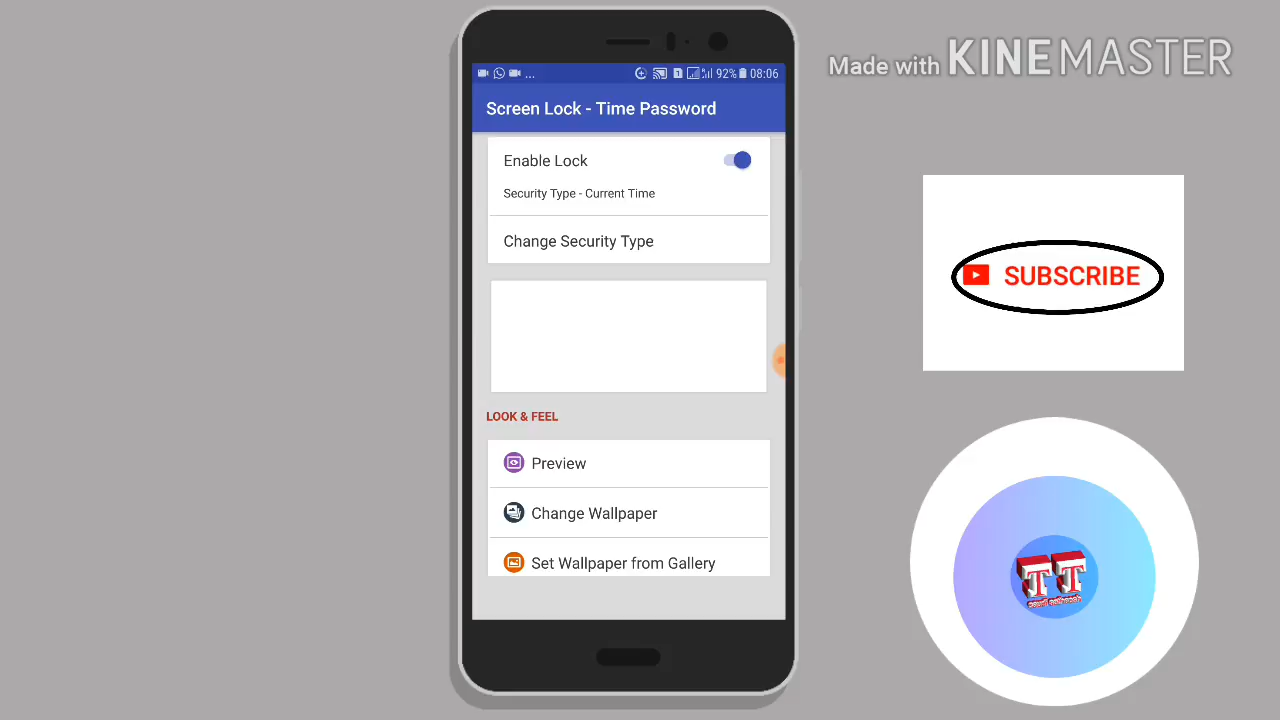 Made with KINEMASTER
... 1 92% 08:06
Screen Lock - Time Password
Enable Lock
Security Type - Current Time
Change Security Type
LOOK & FEEL
Preview
Change Wallpaper
Set Wallpaper from Gallery
SUBSCRIBE
TT